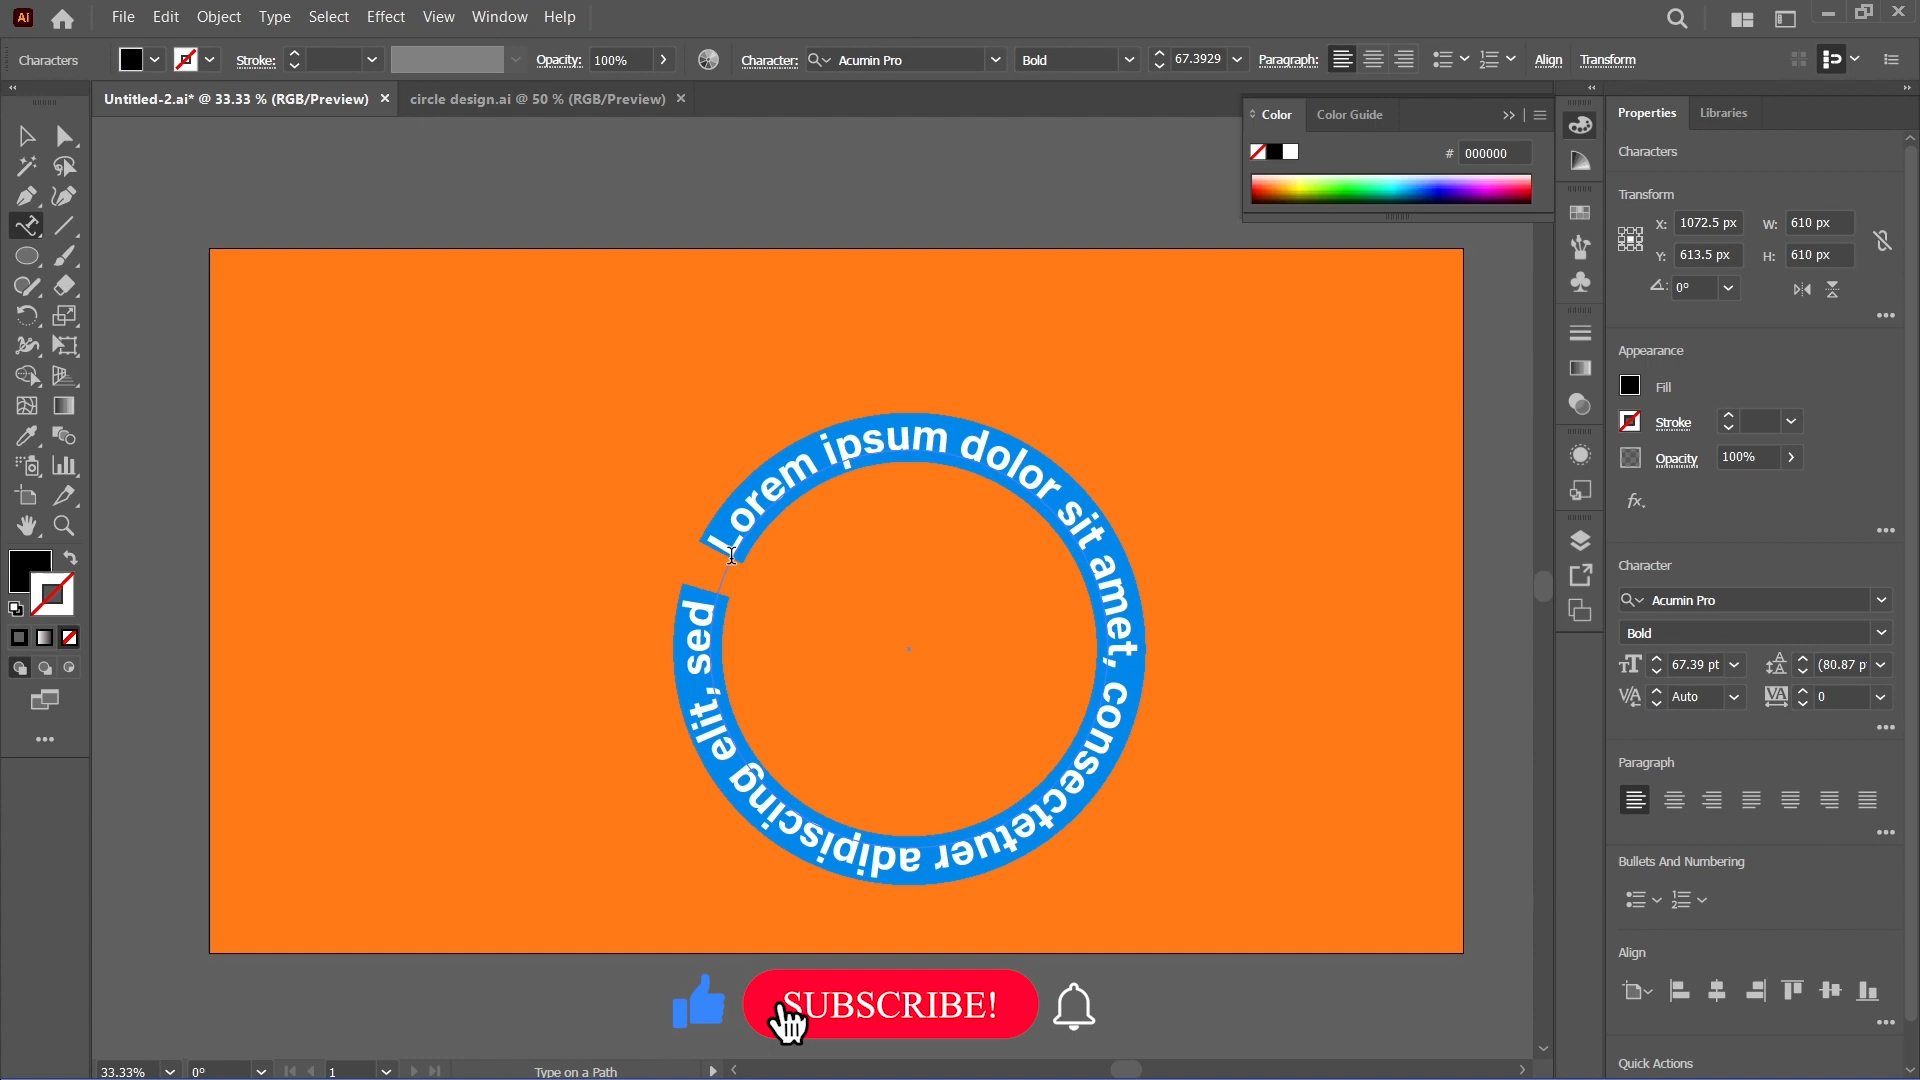 Ai File Edit Object Type Select Effect View Window Help
Characters Stroke: Opacity: 100% Character: Acumin Pro Bold 67.3929 Paragraph: Align Transform
Untitled-2.ai* @ 33.33 % (RGB/Preview) circle design.ai @ 50 % (RGB/Preview)
Color Color Guide
# 000000
Properties Libraries
Characters
Transform
X: 1072.5 px W: 610 px
Y: 613.5 px H: 610 px
0°
Appearance
Fill
Stroke
Opacity 100%
fx.
Character
Acumin Pro
Bold
67.39 pt (80.87 p
Auto 0
Paragraph
Bullets And Numbering
Align
Quick Actions
Lorem ipsum dolor sit amet, consectetuer adipiscing elit, sed
SUBSCRIBE!
33.33% 0° 1 Type on a Path